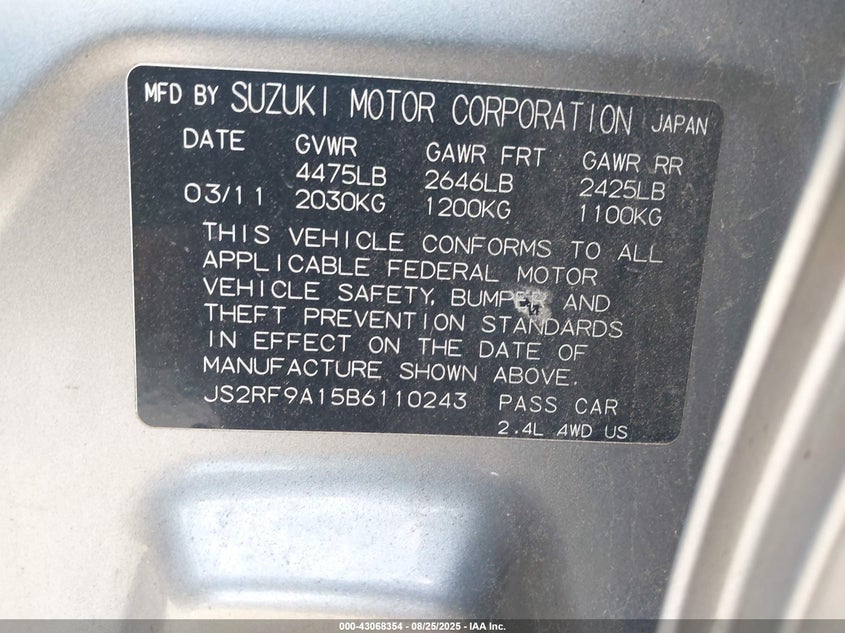 MFD BY SUZUKI MOTOR CORPORATION JAPAN
DATE GVWR GAWR FRT GAWR RR
4475LB 2646LB 2425LB
03/11 2030KG 1200KG 1100KG
THIS VEHICLE CONFORMS TO ALL
APPLICABLE FEDERAL MOTOR
VEHICLE SAFETY, BUMPER AND
THEFT PREVENTION STANDARDS
IN EFFECT ON THE DATE OF
MANUFACTURE SHOWN ABOVE.
JS2RF9A15B6110243 PASS CAR
2.4L AWD US
000-43068354 - 08/25/2025 - IAA Inc.